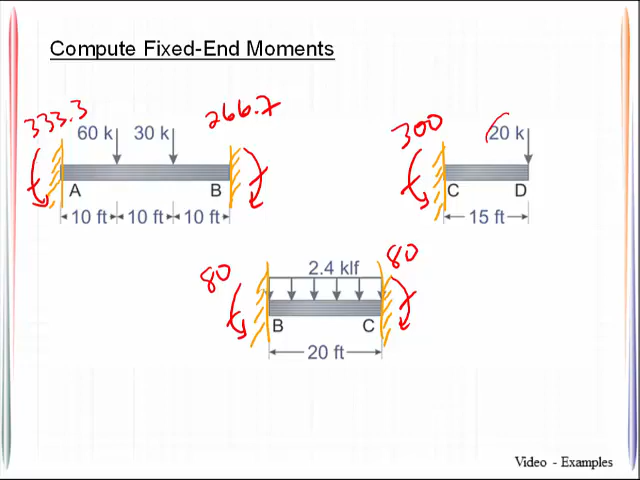 Compute Fixed-End Moments
333.3
266.7
60 k 30 k
A B
10 ft 10 ft 10 ft
300
20 k
C D
15 ft
80
80
2.4 klf
B C
20 ft
Video - Examples